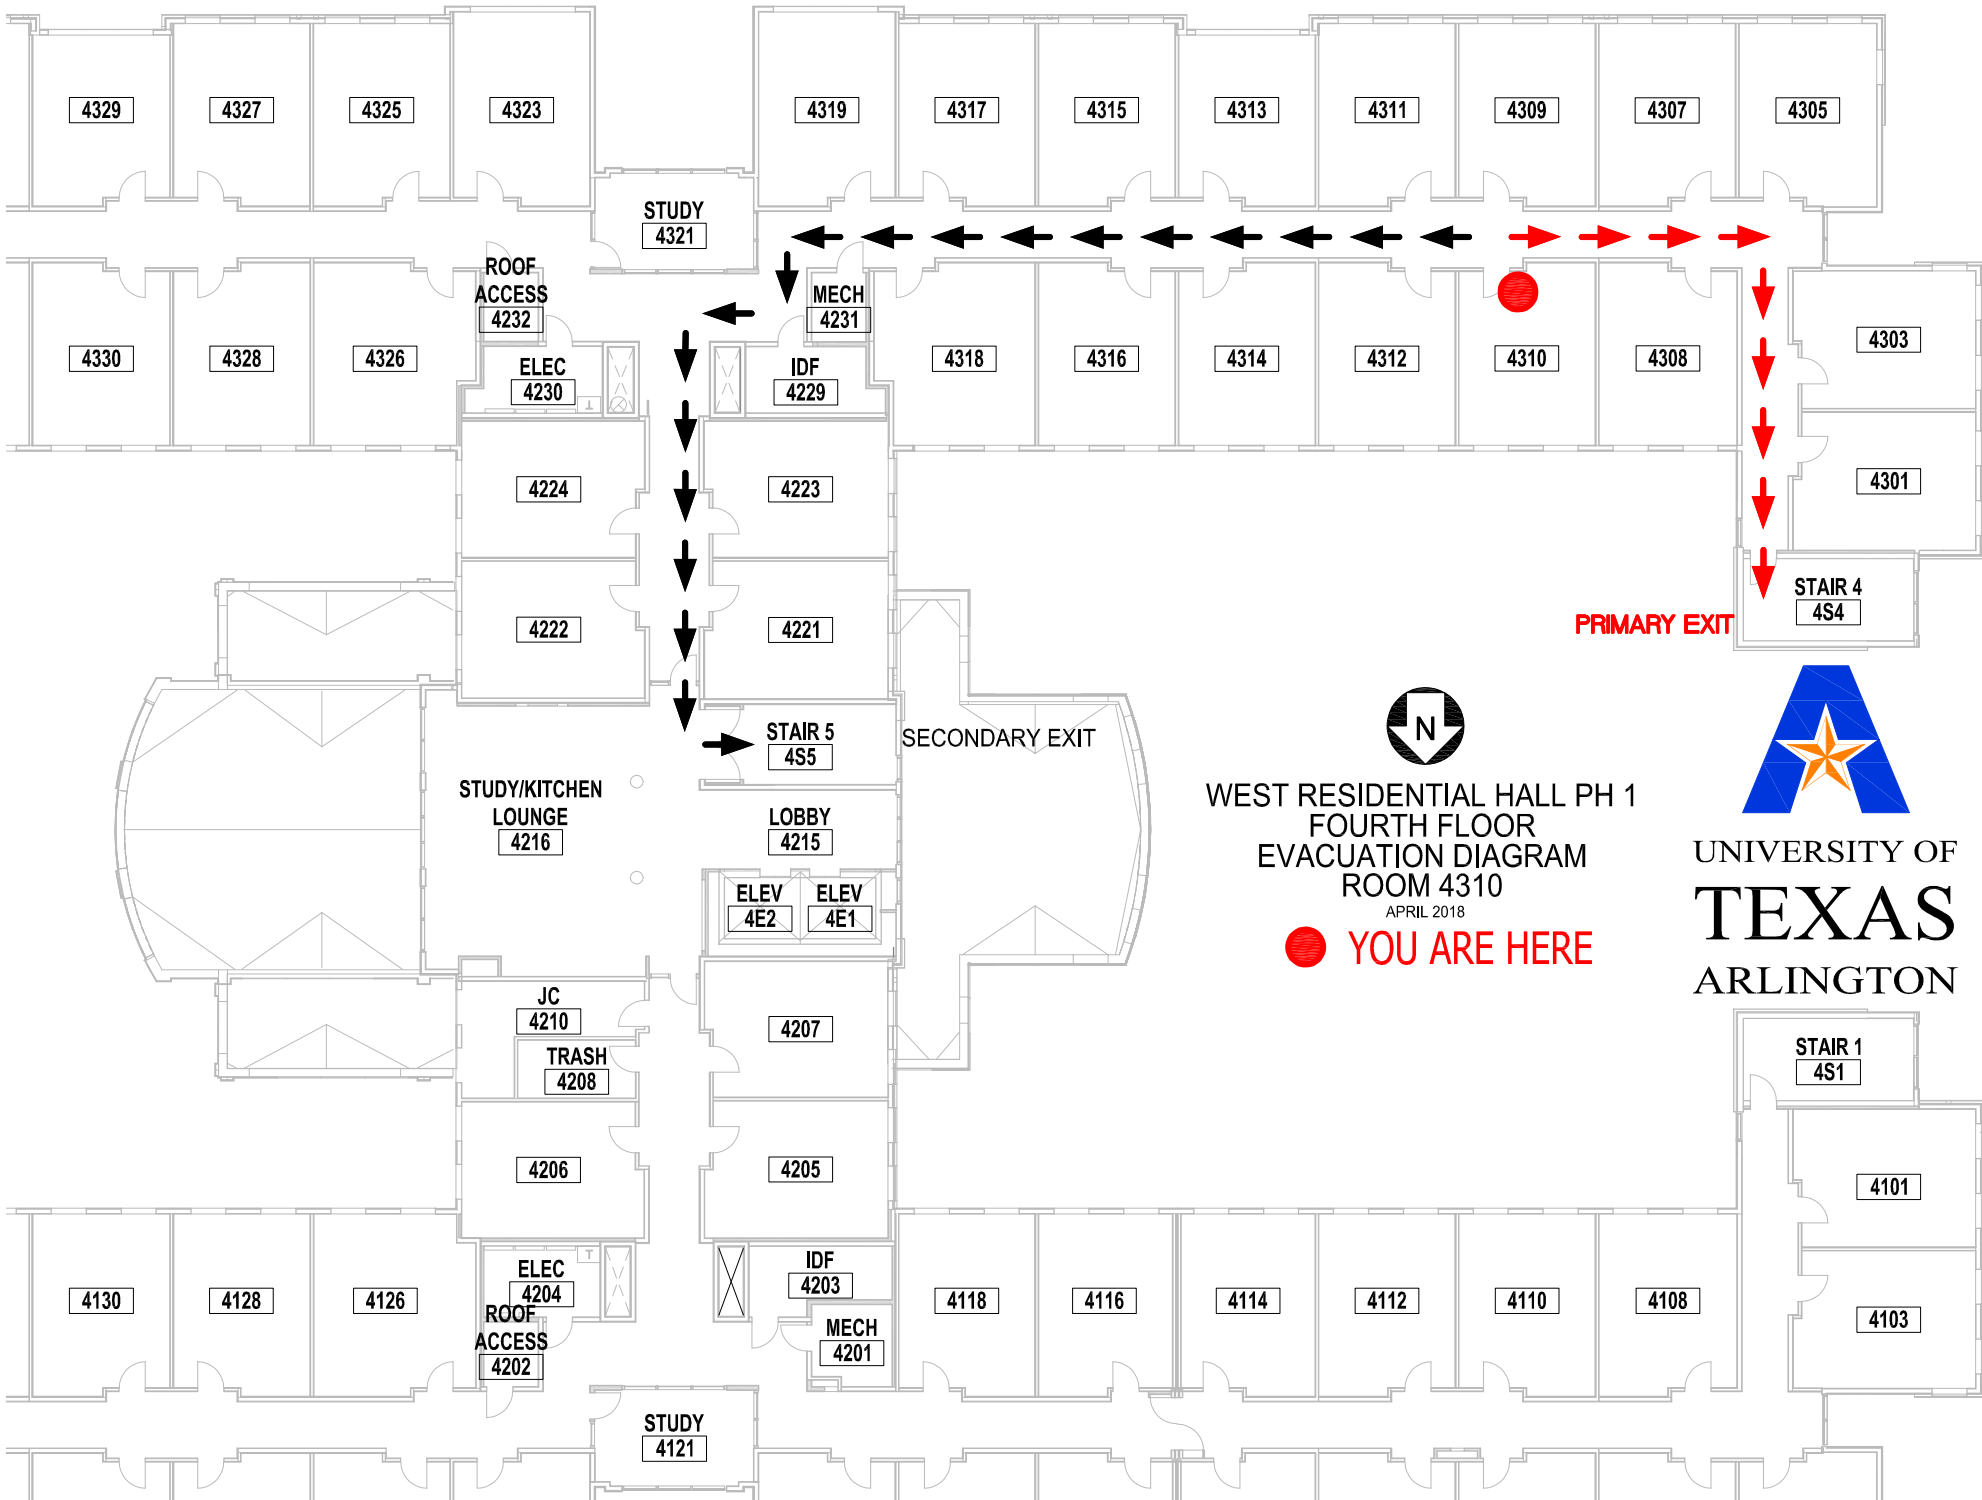 4329
4327
4325
4323
4319
4317
4315
4313
4311
4309
4307
4305
STUDY
4321
ROOF
ACCESS
4232
MECH
4231
4330
4328
4326
ELEC
4230
IDF
4229
4318
4316
4314
4312
4310
4308
4303
4301
4224
4223
4222
4221
STAIR 4
4S4
PRIMARY EXIT
STAIR 5
4S5
SECONDARY EXIT
N
STUDY/KITCHEN
LOUNGE
4216
LOBBY
4215
ELEV
4E2
ELEV
4E1
WEST RESIDENTIAL HALL PH 1
FOURTH FLOOR
EVACUATION DIAGRAM
ROOM 4310
APRIL 2018
YOU ARE HERE
UNIVERSITY OF
TEXAS
ARLINGTON
JC
4210
TRASH
4208
4207
STAIR 1
4S1
4206
4205
4101
4103
4130
4128
4126
ELEC
4204
ROOF
ACCESS
4202
IDF
4203
MECH
4201
4118
4116
4114
4112
4110
4108
STUDY
4121